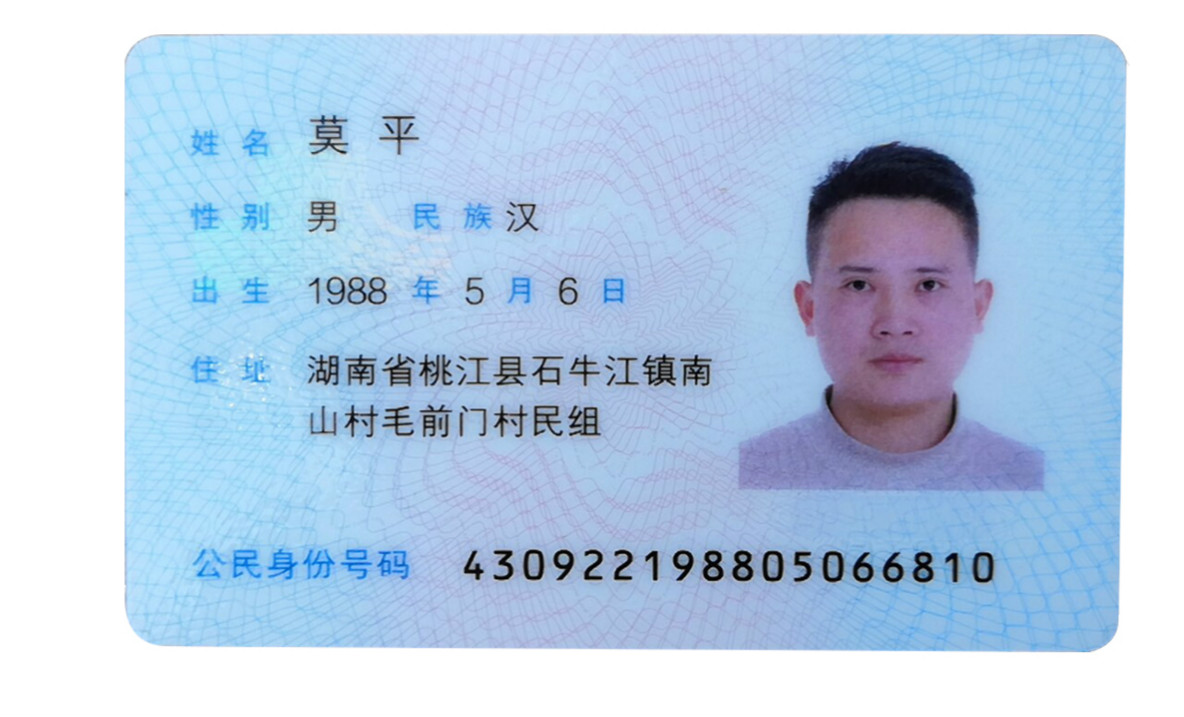 姓名 莫平
性别 男 民族 汉
出生 1988 年 5 月 6 日
住址 湖南省桃江县石牛江镇南
山村毛前门村民组
公民身份号码 430922198805066810